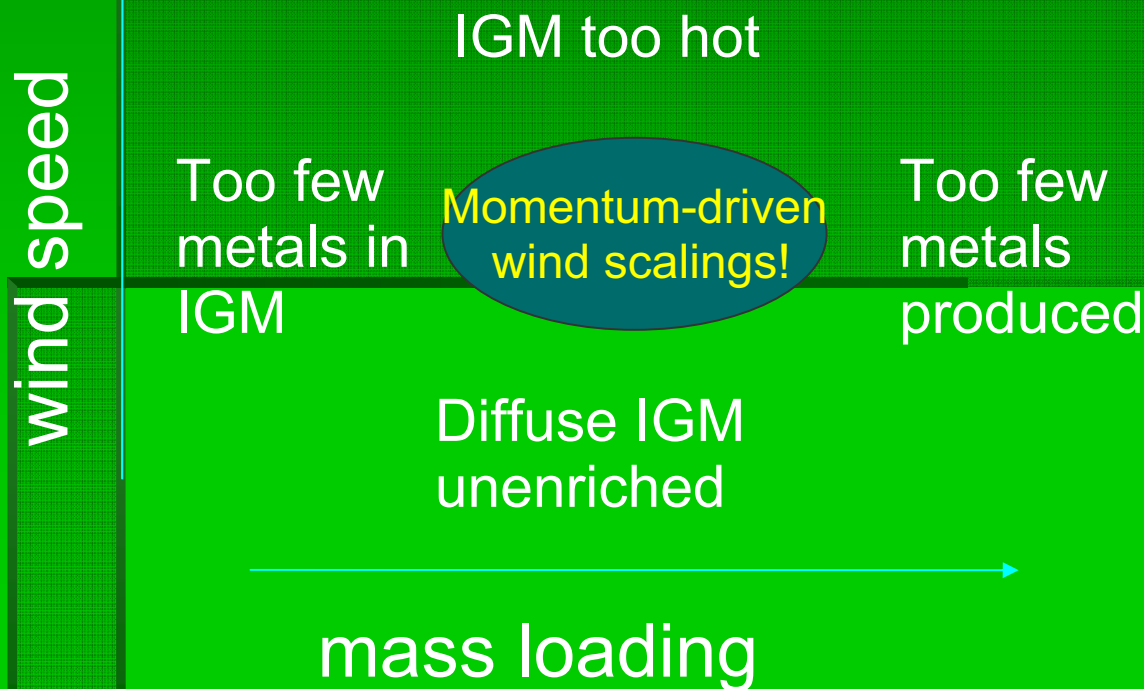 IGM too hot
wind speed
Too few
metals in
IGM
Momentum-driven
wind scalings!
Too few
metals
produced
Diffuse IGM
unenriched
mass loading